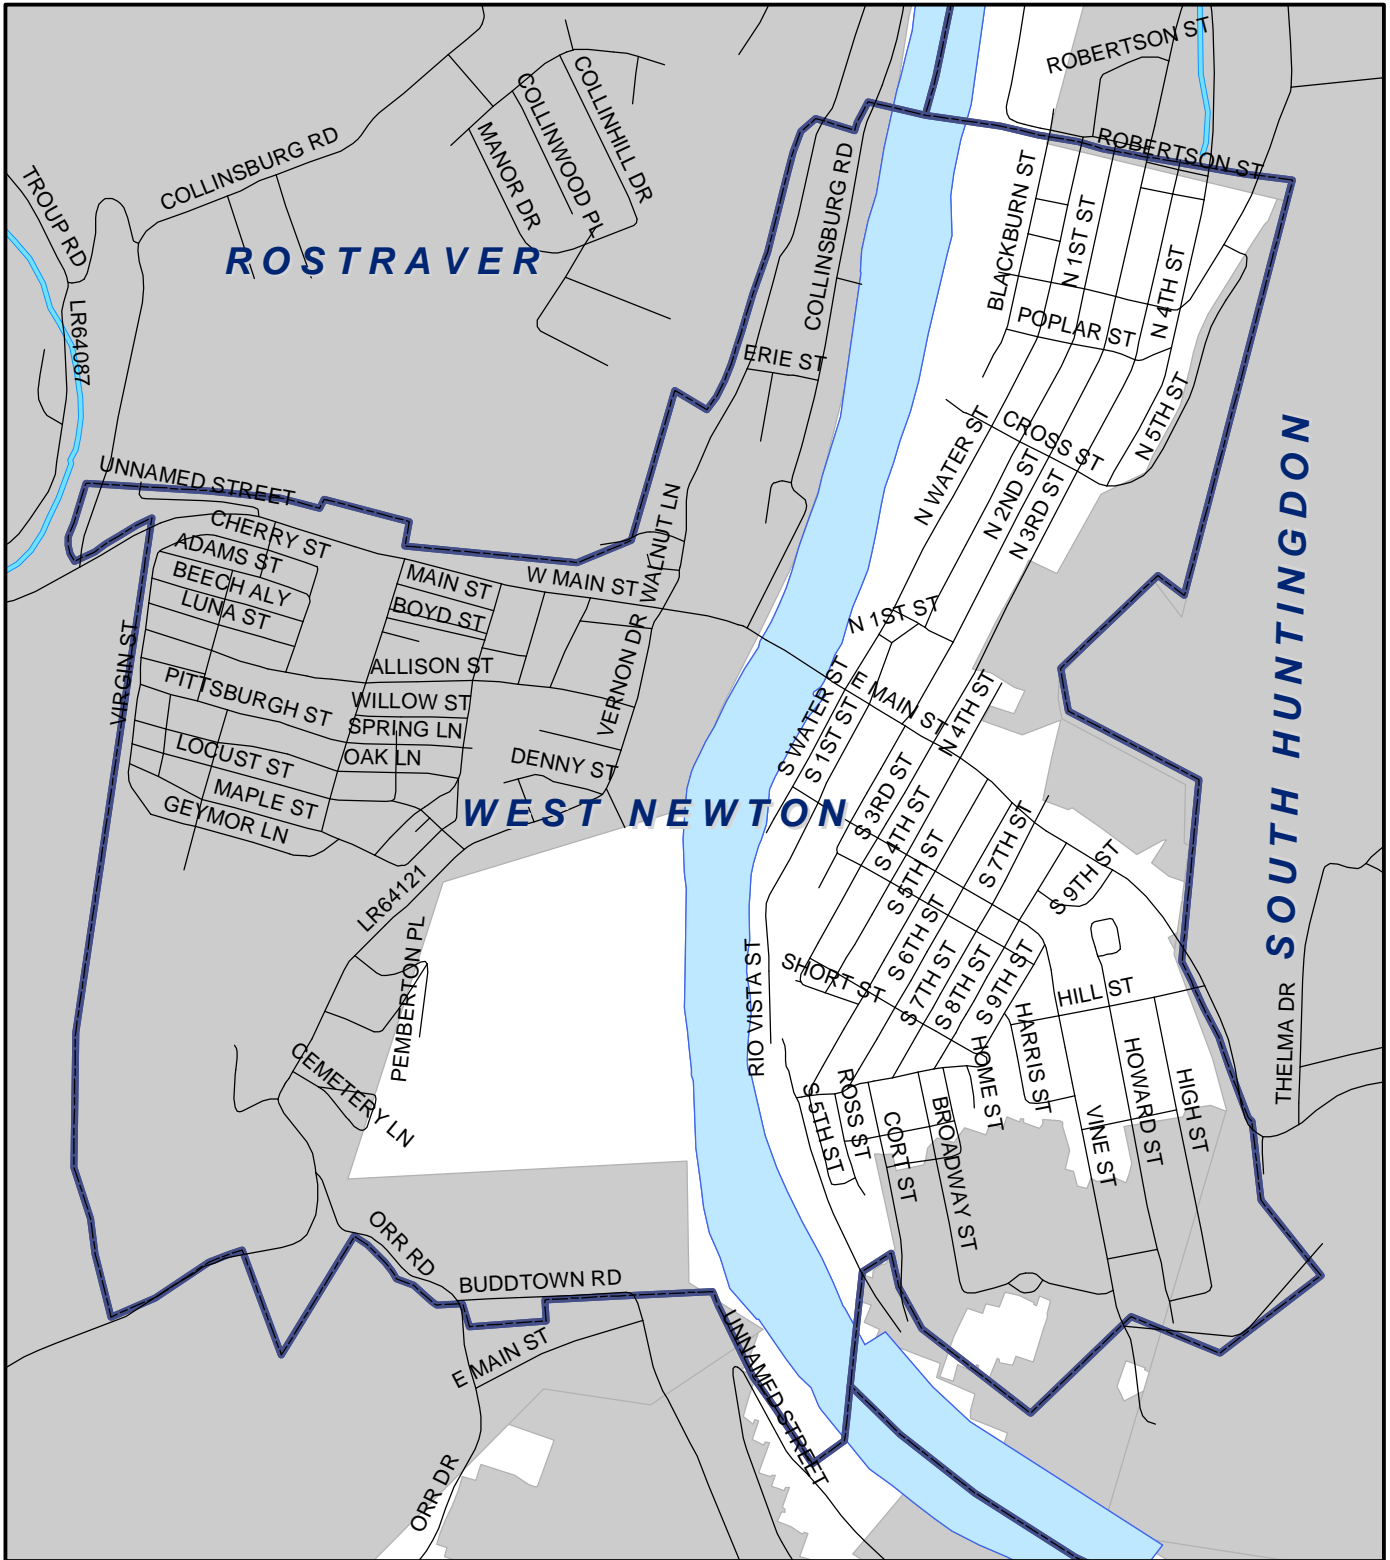 ROBERTSON ST
COLLINHILL DR
COLLINWOOD PL
MANOR DR
COLLINSBURG RD
TROUP RD
ROBERTSON ST
COLLINSBURG RD
BLACKBURN ST
N 1ST ST
N 4TH ST
ROSTRAVER
LR64087
POPLAR ST
ERIE ST
N 5TH ST
CROSS ST
N WATER ST
N 2ND ST
N 3RD ST
SOUTH HUNTINGDON
UNNAMED STREET
CHERRY ST
ADAMS ST
BEECH ALY
LUNA ST
MAIN ST
BOYD ST
W MAIN ST
WALNUT LN
N 1ST ST
ALLISON ST
VIRGIN ST
PITTSBURGH ST
WILLOW ST
SPRING LN
OAK LN
VERNON DR
S WATER ST
E MAIN ST
N 4TH ST
S 1ST ST
LOCUST ST
DENNY ST
MAPLE ST
GEYMOR LN
WEST NEWTON
S 3RD ST
S 4TH ST
S 5TH ST
S 7TH ST
S 9TH ST
LR64121
PEMBERTON PL
S 6TH ST
S 7TH ST
S 8TH ST
S 9TH ST
SHORT ST
RIO VISTA ST
HILL ST
THELMA DR
HARRIS ST
HOME ST
HOWARD ST
HIGH ST
CEMETERY LN
S 5TH ST
ROSS ST
CORT ST
BROADWAY ST
VINE ST
ORR RD
BUDDTOWN RD
E MAIN ST
UNNAMED STREET
ORR DR